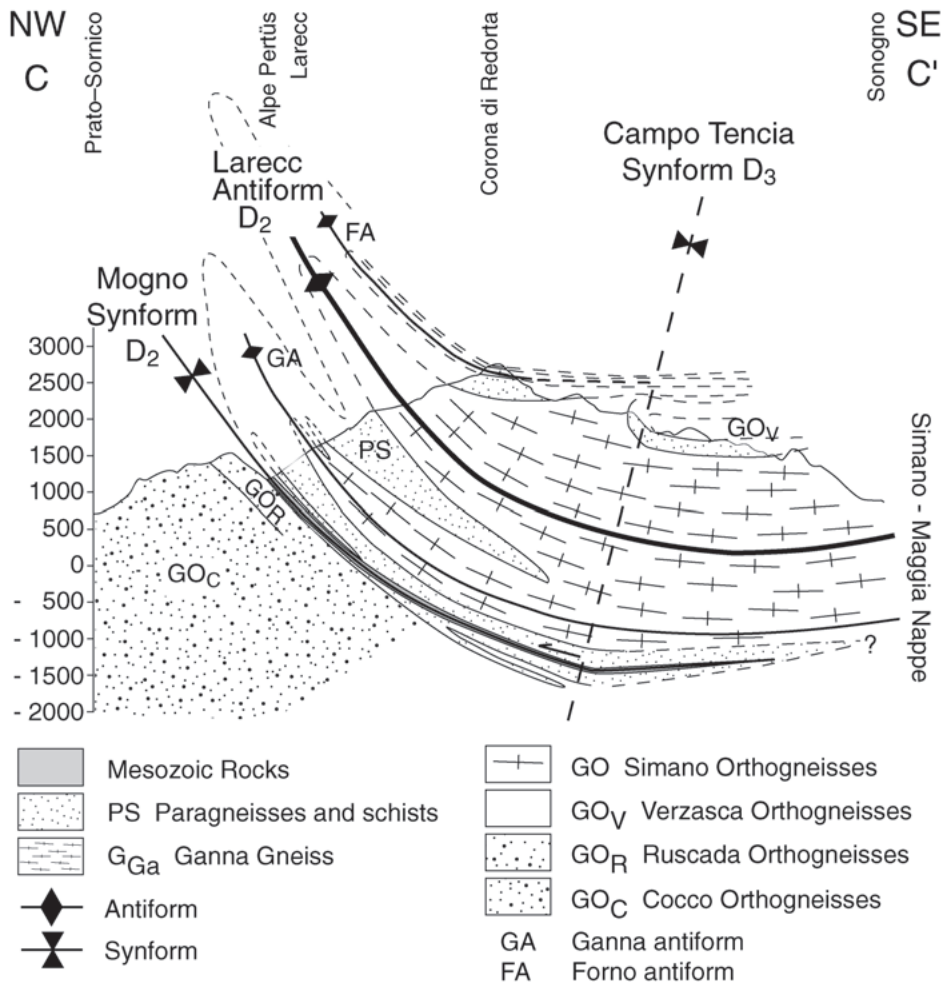 NW
SE
C
C'
Prato–Sornico
Alpe Pertüs
Larecc
Corona di Redorta
Sonogno
Campo Tencia
Synform D3
Larecc
Antiform
D2
FA
Mogno
Synform
D2
GA
3000
2500
2000
1500
1000
500
0
- 500
- 1000
- 1500
- 2000
PS
GOV
GOR
GOC
?
Simano - Maggia Nappe
Mesozoic Rocks
PS Paragneisses and schists
GGa Ganna Gneiss
Antiform
Synform
GO Simano Orthogneisses
GOV Verzasca Orthogneisses
GOR Ruscada Orthogneisses
GOC Cocco Orthogneisses
GA Ganna antiform
FA Forno antiform